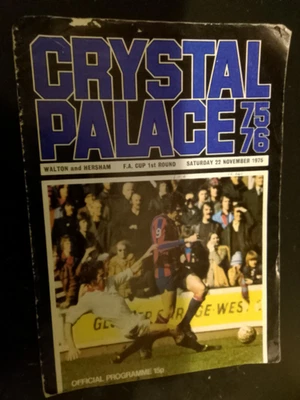 CRYSTAL
PALACE 75
76
WALTON and HERSHAM F.A. CUP 1st ROUND SATURDAY 22 NOVEMBER 1975
OFFICIAL PROGRAMME 15p